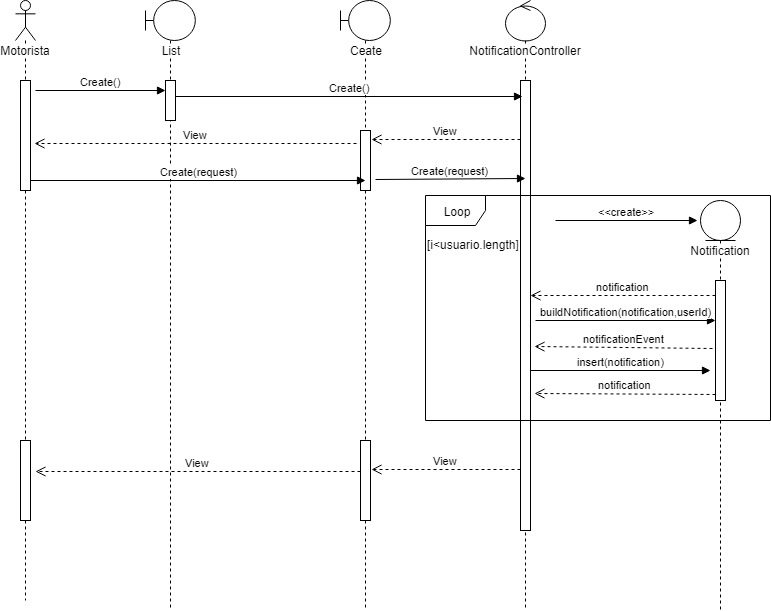 Motorista
List
Ceate
NotificationController
Create()
Create()
View
View
Create(request)
Create(request)
Loop
<<create>>
[i<usuario.length]
Notification
notification
buildNotification(notification,userId)
notificationEvent
insert(notification)
notification
View
View